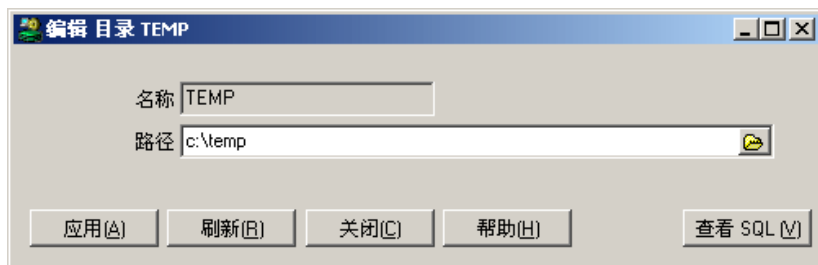 编辑 目录 TEMP
名称 TEMP
路径 c:\temp
应用(A) 刷新(R) 关闭(C) 帮助(H) 查看 SQL (V)